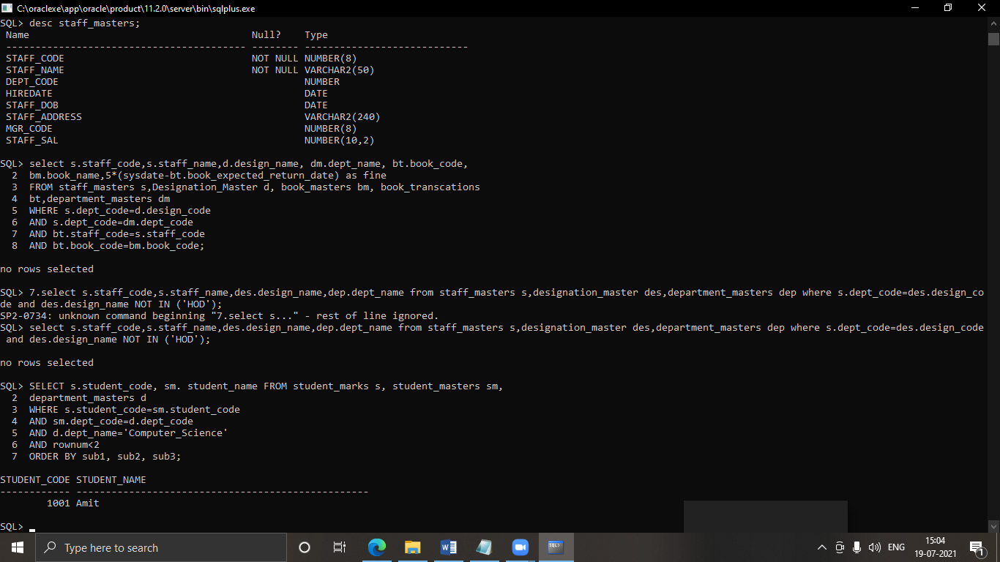 C:\oraclexe\app\oracle\product\11.2.0\server\bin\sqlplus.exe
SQL> desc staff_masters;
Name Null? Type
----------------------------------------- -------- ----------------------------
STAFF_CODE NOT NULL NUMBER(8)
STAFF_NAME NOT NULL VARCHAR2(50)
DEPT_CODE NUMBER
HIREDATE DATE
STAFF_DOB DATE
STAFF_ADDRESS VARCHAR2(240)
MGR_CODE NUMBER(8)
STAFF_SAL NUMBER(10,2)
SQL> select s.staff_code,s.staff_name,d.design_name, dm.dept_name, bt.book_code,
2 bm.book_name,5*(sysdate-bt.book_expected_return_date) as fine
3 FROM staff_masters s,Designation_Master d, book_masters bm, book_transcations
4 bt,department_masters dm
5 WHERE s.dept_code=d.design_code
6 AND s.dept_code=dm.dept_code
7 AND bt.staff_code=s.staff_code
8 AND bt.book_code=bm.book_code;
no rows selected
SQL> 7.select s.staff_code,s.staff_name,des.design_name,dep.dept_name from staff_masters s,designation_master des,department_masters dep where s.dept_code=des.design_co
de and des.design_name NOT IN ('HOD');
SP2-0734: unknown command beginning "7.select s..." - rest of line ignored.
SQL> select s.staff_code,s.staff_name,des.design_name,dep.dept_name from staff_masters s,designation_master des,department_masters dep where s.dept_code=des.design_code
and des.design_name NOT IN ('HOD');
no rows selected
SQL> SELECT s.student_code, sm. student_name FROM student_marks s, student_masters sm,
2 department_masters d
3 WHERE s.student_code=sm.student_code
4 AND sm.dept_code=d.dept_code
5 AND d.dept_name='Computer_Science'
6 AND rownum<2
7 ORDER BY sub1, sub2, sub3;
STUDENT_CODE STUDENT_NAME
------------ --------------------------------------------------
1001 Amit
SQL>
Type here to search
ENG
15:04
19-07-2021
1